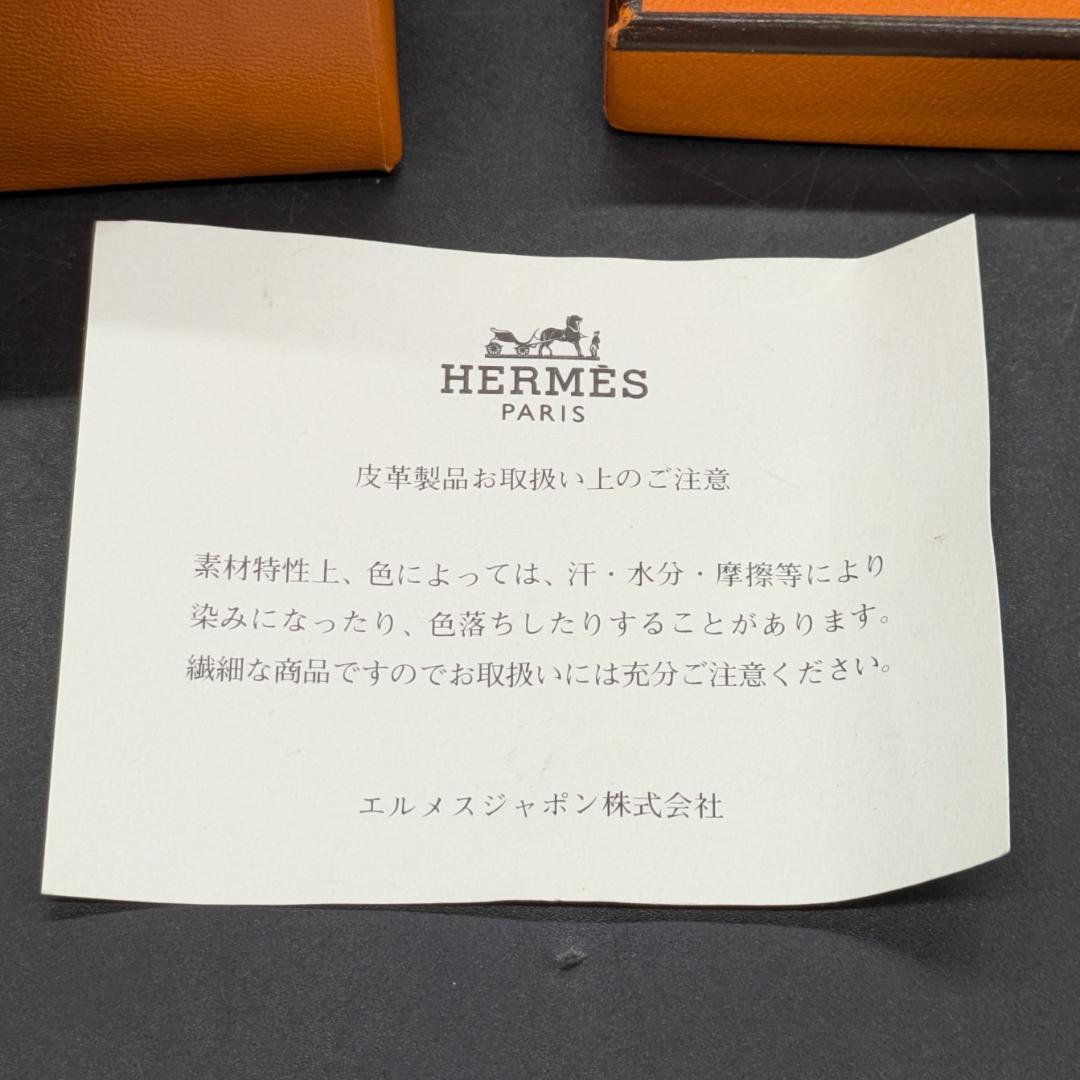 HERMÈS
PARIS
皮革製品お取扱い上のご注意
素材特性上、色によっては、汗・水分・摩擦等により
染みになったり、色落ちしたりすることがあります。
繊細な商品ですのでお取扱いには充分ご注意ください。
エルメスジャポン株式会社